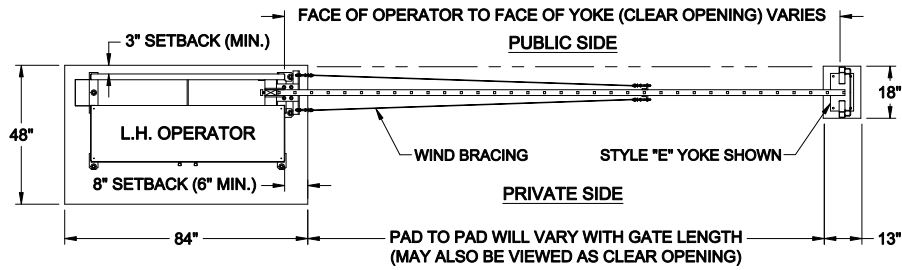 FACE OF OPERATOR TO FACE OF YOKE (CLEAR OPENING) VARIES
3" SETBACK (MIN.)
PUBLIC SIDE
48"
18"
L.H. OPERATOR
WIND BRACING
STYLE "E" YOKE SHOWN
8" SETBACK (6" MIN.)
PRIVATE SIDE
84"
PAD TO PAD WILL VARY WITH GATE LENGTH
(MAY ALSO BE VIEWED AS CLEAR OPENING)
13"